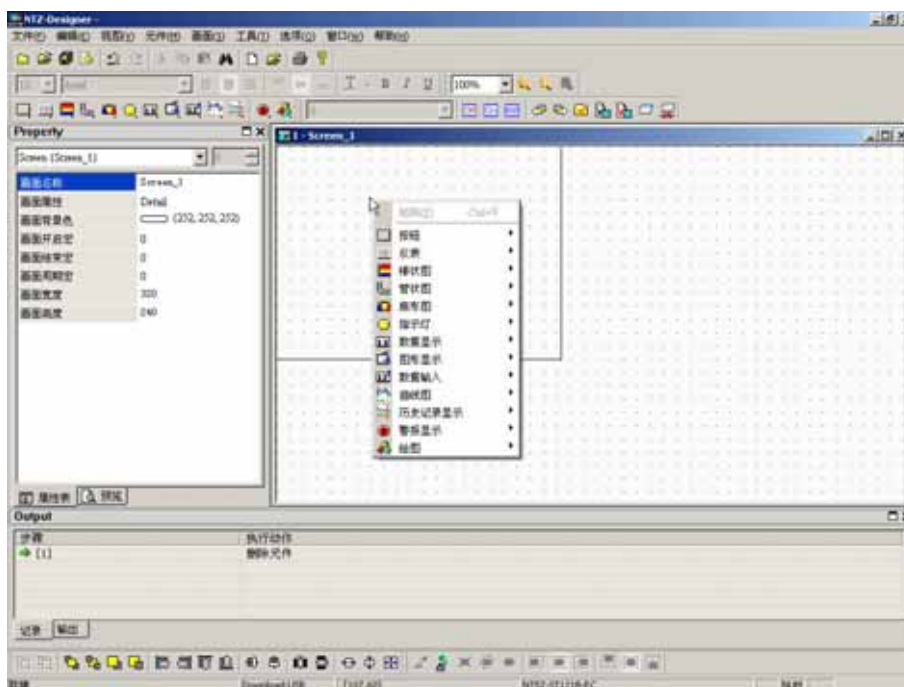 NTZ-Designer -
文件(F) 编辑(E) 视图(V) 元件(H) 画面(J) 工具(T) 选项(O) 窗口(W) 帮助(H)
100%
Property
1 - Screen_1
Screen (Screen_1)
画面名称 Screen_1
画面属性 Detail
画面背景色 (252, 252, 252)
画面开启宏 0
画面结束宏 0
画面周期宏 0
画面宽度 320
画面高度 240
Ctrl+V
按钮
仪表
棒状图
管状图
扇形图
指示灯
数据显示
图形显示
数据输入
曲线图
历史记录显示
警报显示
绘图
属性表 预览
Output
步骤 执行动作
[1] 删除元件
记录 输出